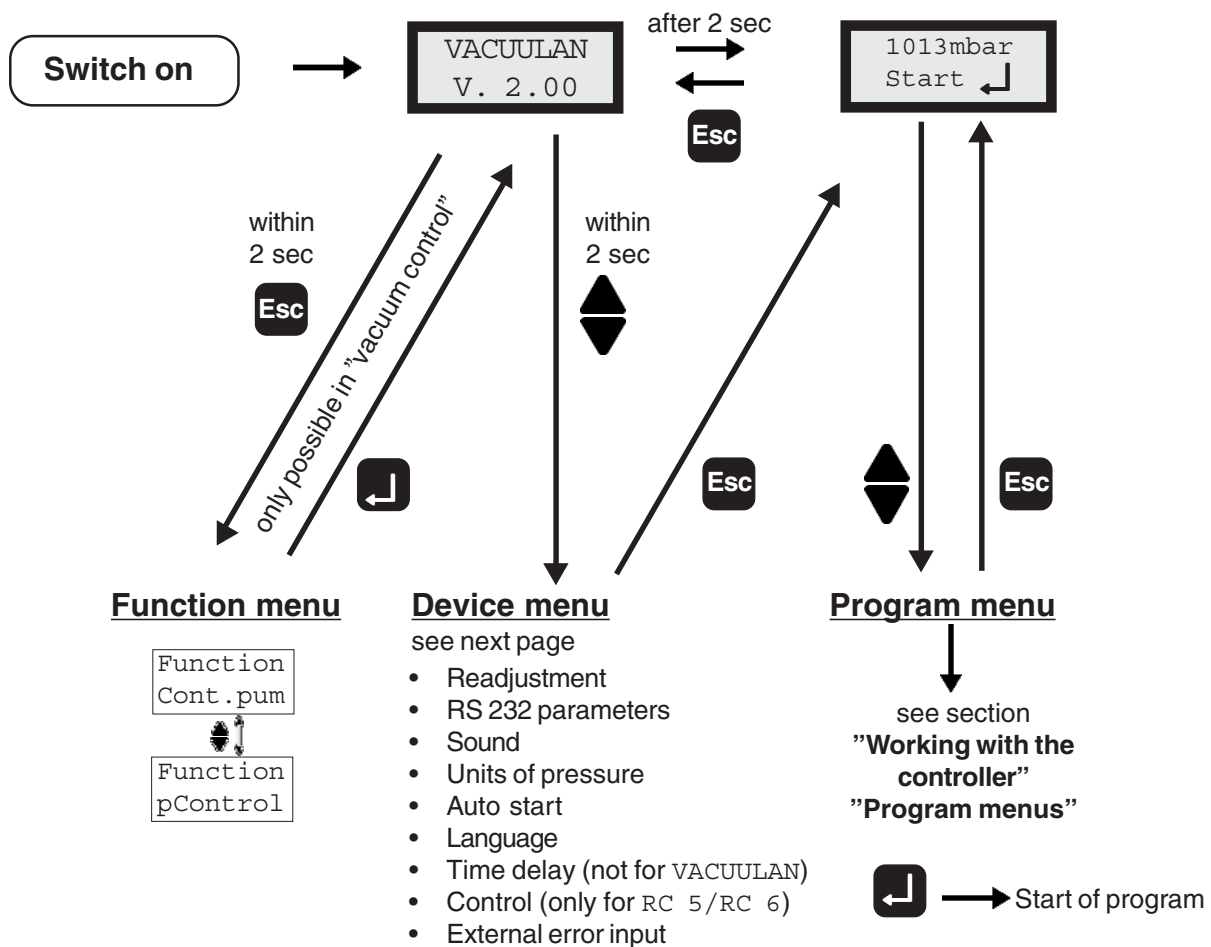 Switch on
VACUULAN
V. 2.00
after 2 sec
Esc
1013mbar
Start ↵
within
2 sec
Esc
only possible in ”vacuum control”
↵
within
2 sec
Esc
Esc
Function menu
Function
Cont.pum
Function
pControl
Device menu
see next page
• Readjustment
• RS 232 parameters
• Sound
• Units of pressure
• Auto start
• Language
• Time delay (not for VACUULAN)
• Control (only for RC 5/RC 6)
• External error input
Program menu
see section
”Working with the
controller”
”Program menus”
↵ Start of program